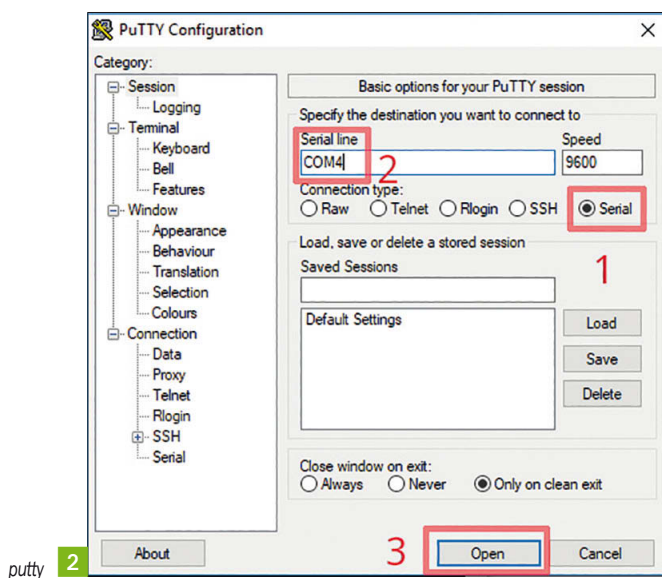 PuTTY Configuration
Category:
Session
Logging
Terminal
Keyboard
Bell
Features
Window
Appearance
Behaviour
Translation
Selection
Colours
Connection
Data
Proxy
Telnet
Rlogin
SSH
Serial
Basic options for your PuTTY session
Specify the destination you want to connect to
Serial line Speed
COM4 2 9600
Connection type:
Raw Telnet Rlogin SSH Serial
1
Load, save or delete a stored session
Saved Sessions
Default Settings
Load
Save
Delete
Close window on exit:
Always Never Only on clean exit
About 3 Open Cancel
putty 2